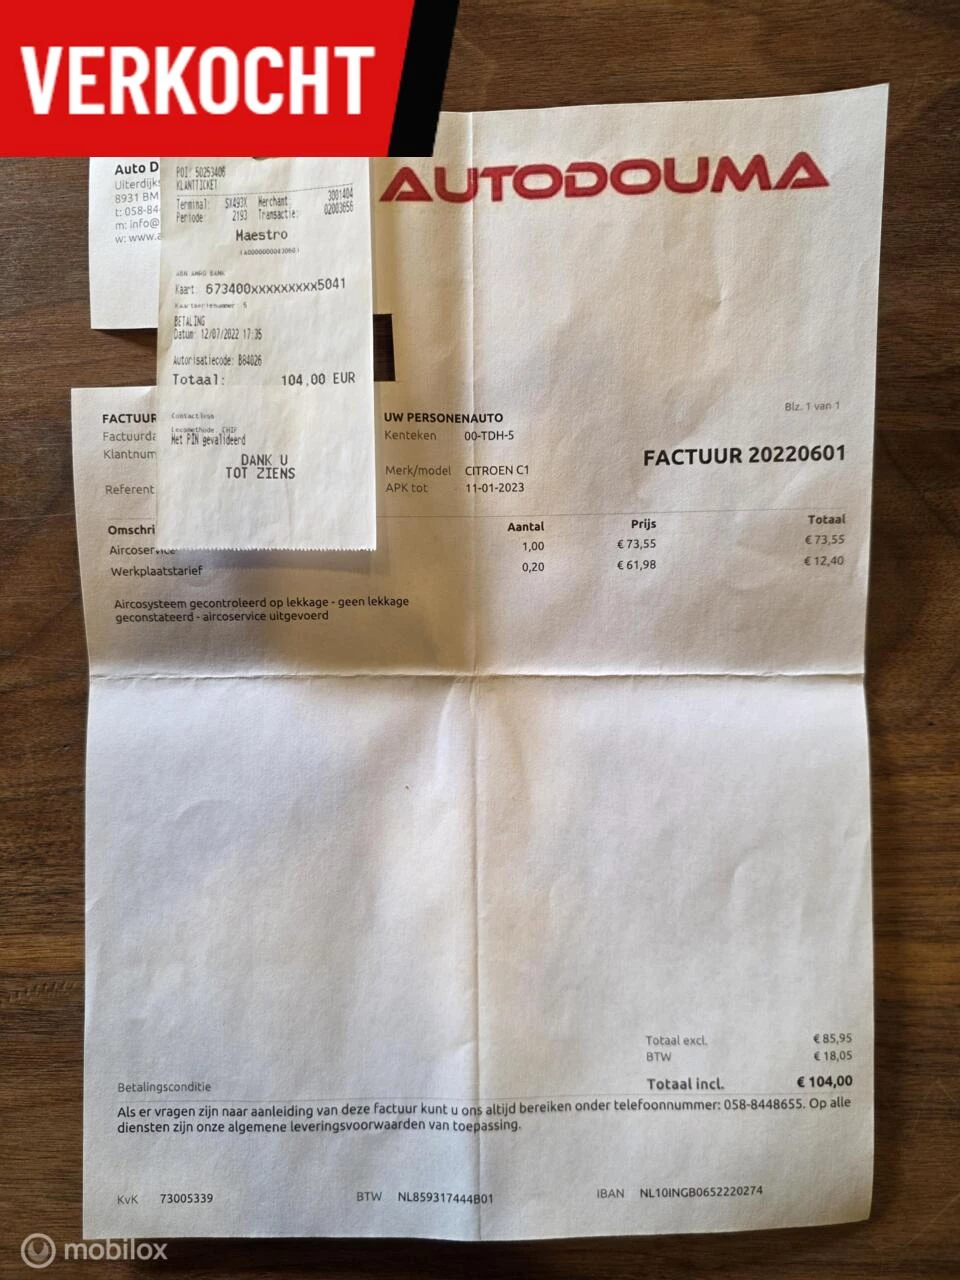 VERKOCHT
AUTODOUMA
Auto D
Uiterdijks
8931 BM
t: 058-84
m: info@
w: www.a
POI: 50253406
KLANTTICKET
Terminal: SX493X Merchant: 3001404
Periode: 2193 Transactie: 02003656
Maestro
(A0000000043060)
ABN AMRO BANK
Kaart: 673400xxxxxxxxx5041
Kaartserienummer: 5
BETALING
Datum: 12/07/2022 17:35
Autorisatiecode: B84026
Totaal: 104,00 EUR
Contactless
Leesmethode CHIP
Met PIN gevalideerd
DANK U
TOT ZIENS
Blz. 1 van 1
FACTUUR
Factuurda
Klantnum
Referent
UW PERSONENAUTO
Kenteken 00-TDH-5
Merk/model CITROEN C1
APK tot 11-01-2023
FACTUUR 20220601
Omschri Aantal Prijs Totaal
Aircoservice 1,00 € 73,55 € 73,55
Werkplaatstarief 0,20 € 61,98 € 12,40
Aircosysteem gecontroleerd op lekkage - geen lekkage
geconstateerd - aircoservice uitgevoerd
Totaal excl. € 85,95
BTW € 18,05
Totaal incl. € 104,00
Betalingsconditie
Als er vragen zijn naar aanleiding van deze factuur kunt u ons altijd bereiken onder telefoonnummer: 058-8448655. Op alle
diensten zijn onze algemene leveringsvoorwaarden van toepassing.
KvK 73005339 BTW NL859317444B01 IBAN NL10INGB0652220274
mobilox